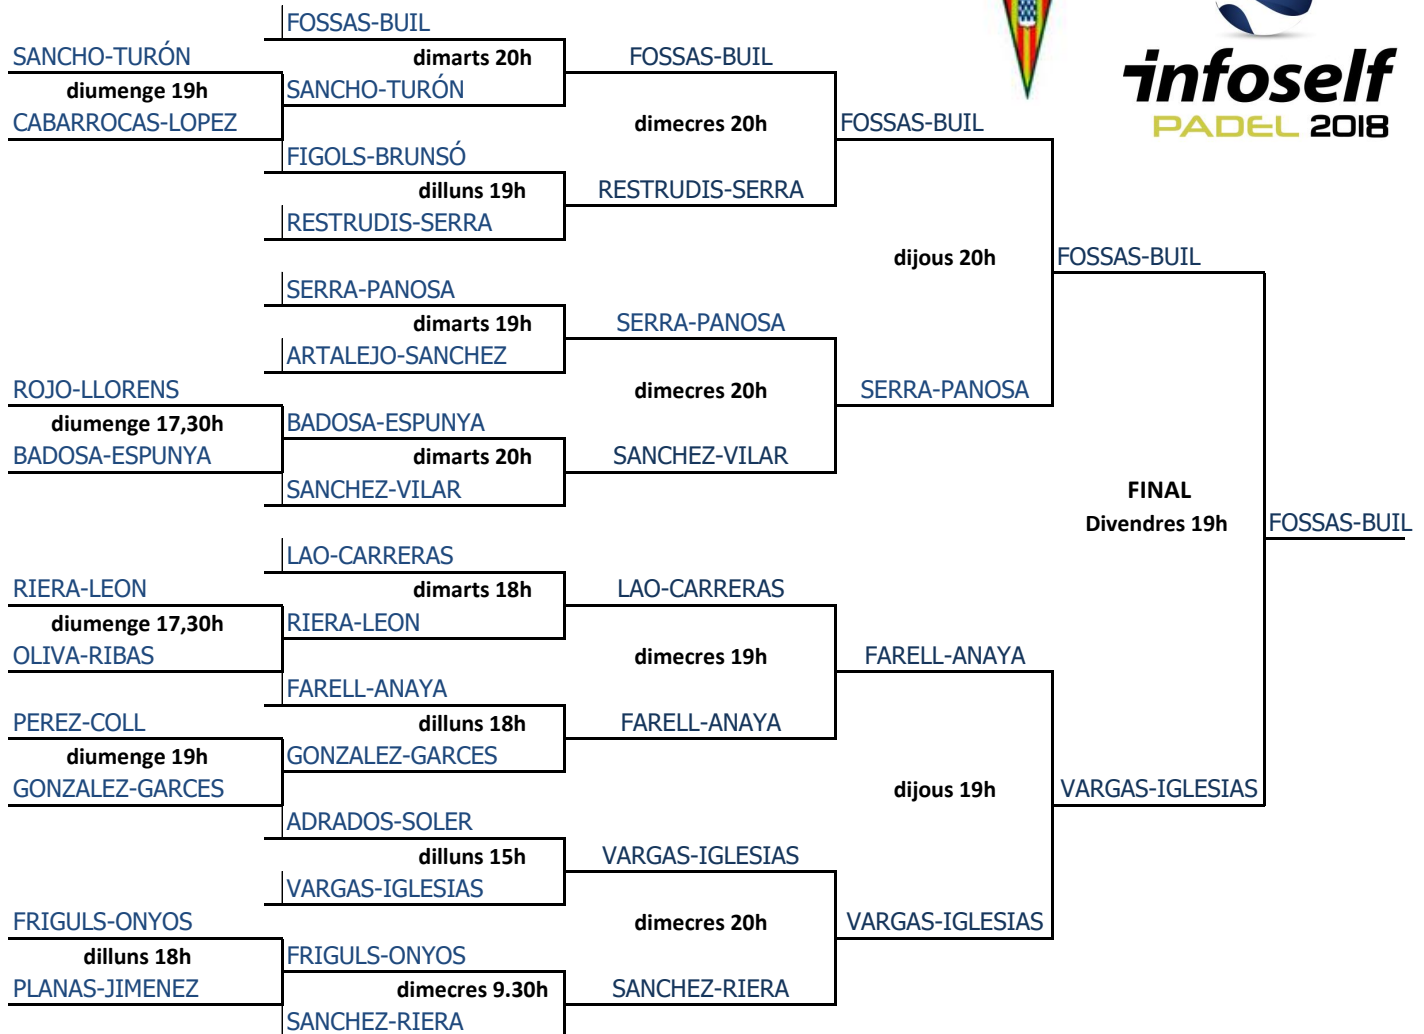 FOSSAS-BUIL
SANCHO-TURÓN
dimarts 20h
FOSSAS-BUIL
infoself
diumenge 19h
SANCHO-TURÓN
CABARROCAS-LOPEZ
dimecres 20h
FOSSAS-BUIL
PADEL 2018
FIGOLS-BRUNSÓ
dilluns 19h
RESTRUDIS-SERRA
RESTRUDIS-SERRA
dijous 20h
FOSSAS-BUIL
SERRA-PANOSA
dimarts 19h
SERRA-PANOSA
ARTALEJO-SANCHEZ
ROJO-LLORENS
dimecres 20h
SERRA-PANOSA
diumenge 17,30h
BADOSA-ESPUNYA
BADOSA-ESPUNYA
dimarts 20h
SANCHEZ-VILAR
SANCHEZ-VILAR
FINAL
Divendres 19h
FOSSAS-BUIL
LAO-CARRERAS
RIERA-LEON
dimarts 18h
LAO-CARRERAS
diumenge 17,30h
RIERA-LEON
OLIVA-RIBAS
dimecres 19h
FARELL-ANAYA
FARELL-ANAYA
PEREZ-COLL
dilluns 18h
FARELL-ANAYA
diumenge 19h
GONZALEZ-GARCES
GONZALEZ-GARCES
dijous 19h
VARGAS-IGLESIAS
ADRADOS-SOLER
dilluns 15h
VARGAS-IGLESIAS
VARGAS-IGLESIAS
FRIGULS-ONYOS
dimecres 20h
VARGAS-IGLESIAS
dilluns 18h
FRIGULS-ONYOS
PLANAS-JIMENEZ
dimecres 9.30h
SANCHEZ-RIERA
SANCHEZ-RIERA